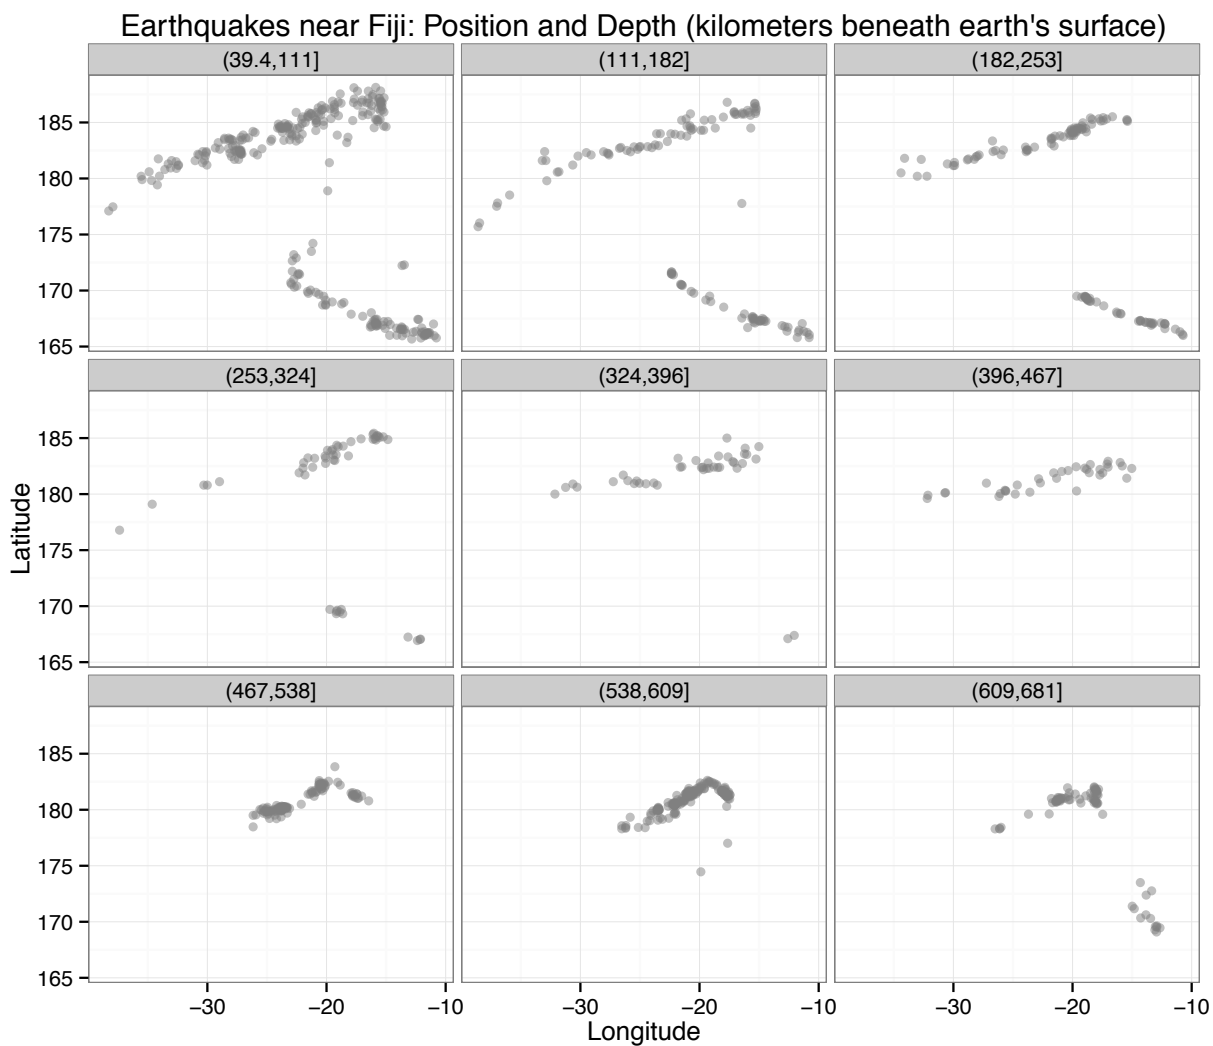 Earthquakes near Fiji: Position and Depth (kilometers beneath earth's surface)
(39.4,111] (111,182] (182,253]
185
180
175
170
165
(253,324] (324,396] (396,467]
185
180
175
170
165
Latitude
(467,538] (538,609] (609,681]
185
180
175
170
165
−30 −20 −10 −30 −20 −10 −30 −20 −10
Longitude